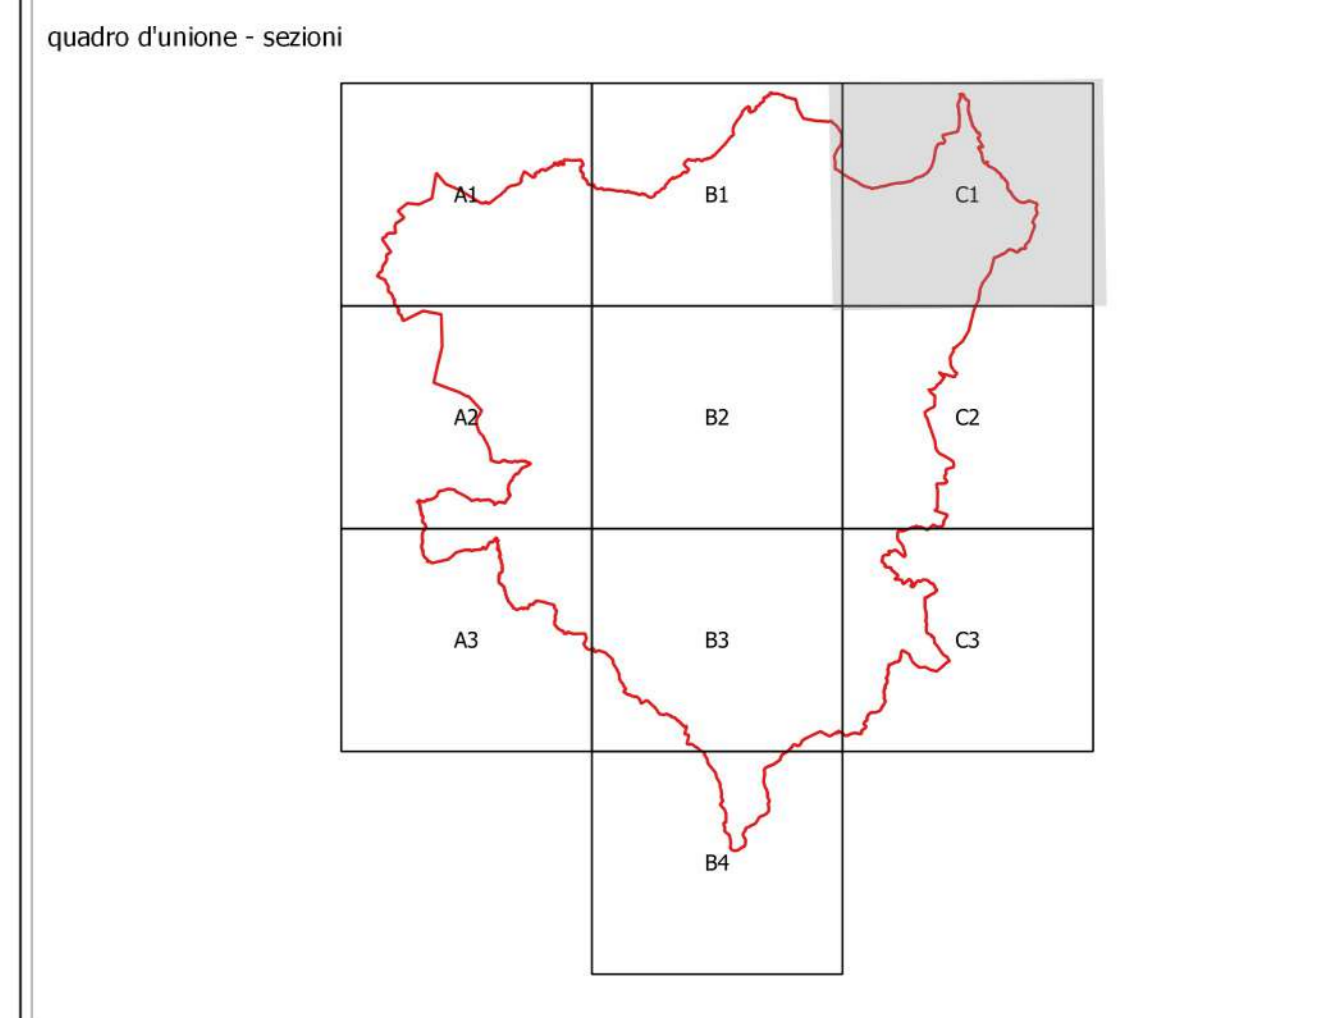 quadro d'unione - sezioni
A1 B1 C1
A2 B2 C2
A3 B3 C3
B4